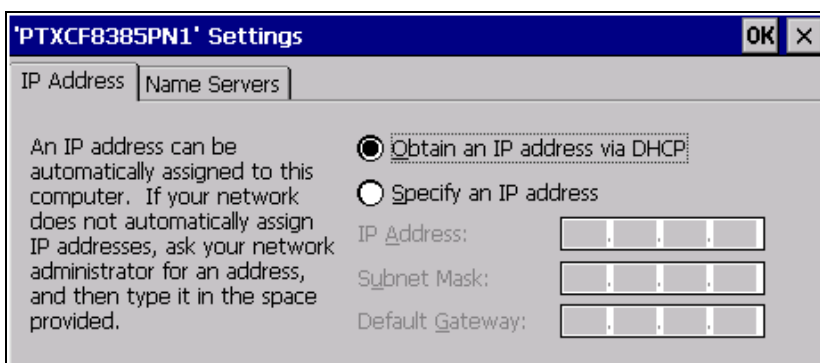 'PTXCF8385PN1' Settings OK ×
IP Address Name Servers
An IP address can be
automatically assigned to this
computer. If your network
does not automatically assign
IP addresses, ask your network
administrator for an address,
and then type it in the space
provided.
Obtain an IP address via DHCP
Specify an IP address
IP Address: . . .
Subnet Mask: . . .
Default Gateway: . . .